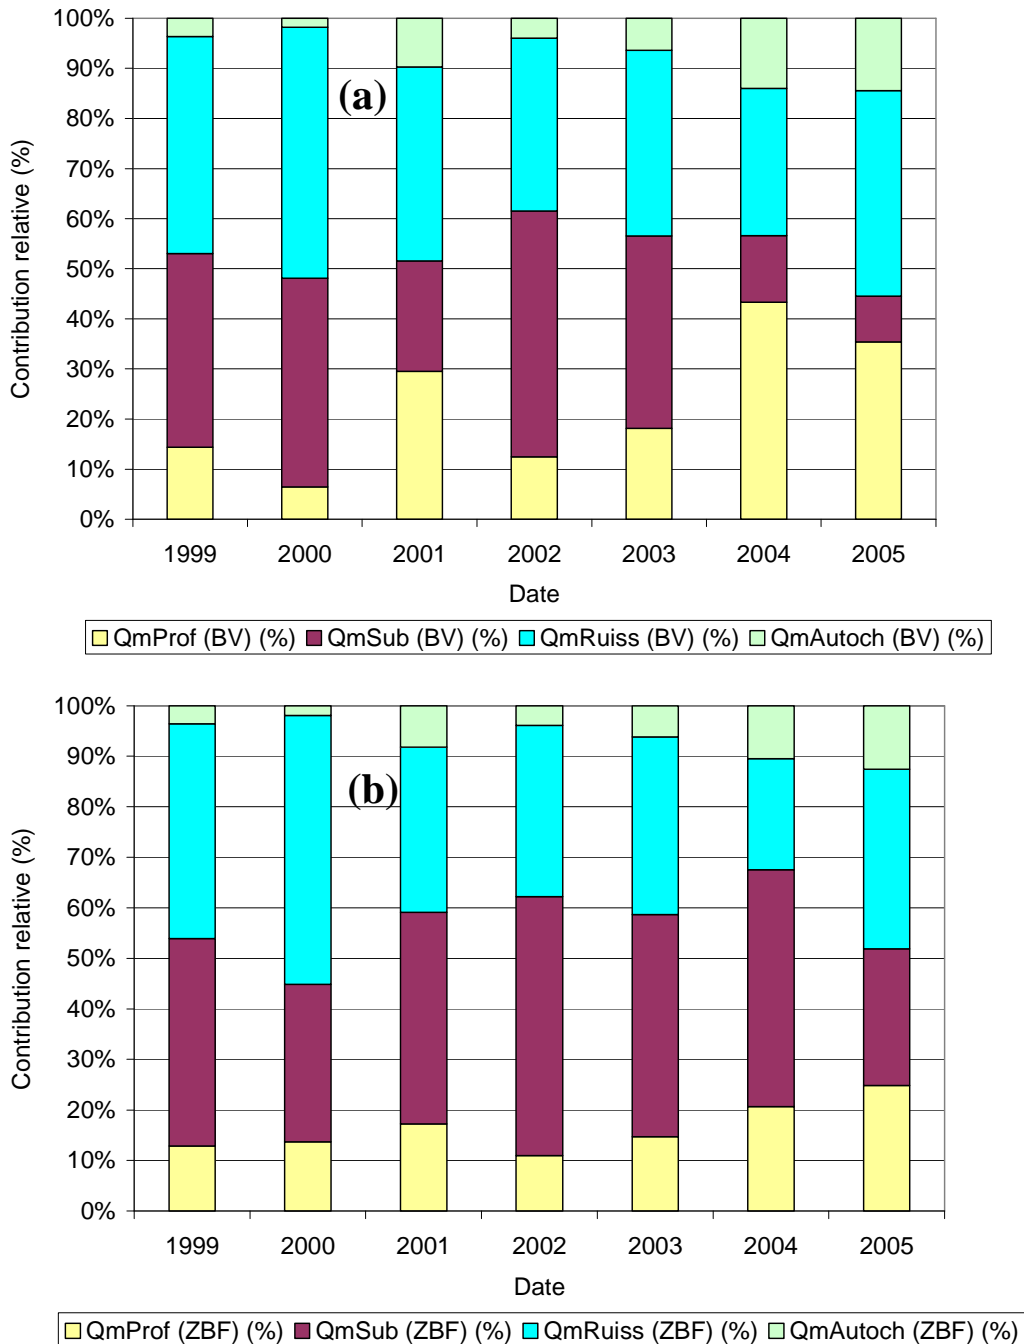 100%
90%
80%
70%
60%
50%
40%
30%
20%
10%
0%
Contribution relative (%)
(a)
1999 2000 2001 2002 2003 2004 2005
Date
QmProf (BV) (%) QmSub (BV) (%) QmRuiss (BV) (%) QmAutoch (BV) (%)
100%
90%
80%
70%
60%
50%
40%
30%
20%
10%
0%
Contribution relative (%)
(b)
1999 2000 2001 2002 2003 2004 2005
Date
QmProf (ZBF) (%) QmSub (ZBF) (%) QmRuiss (ZBF) (%) QmAutoch (ZBF) (%)